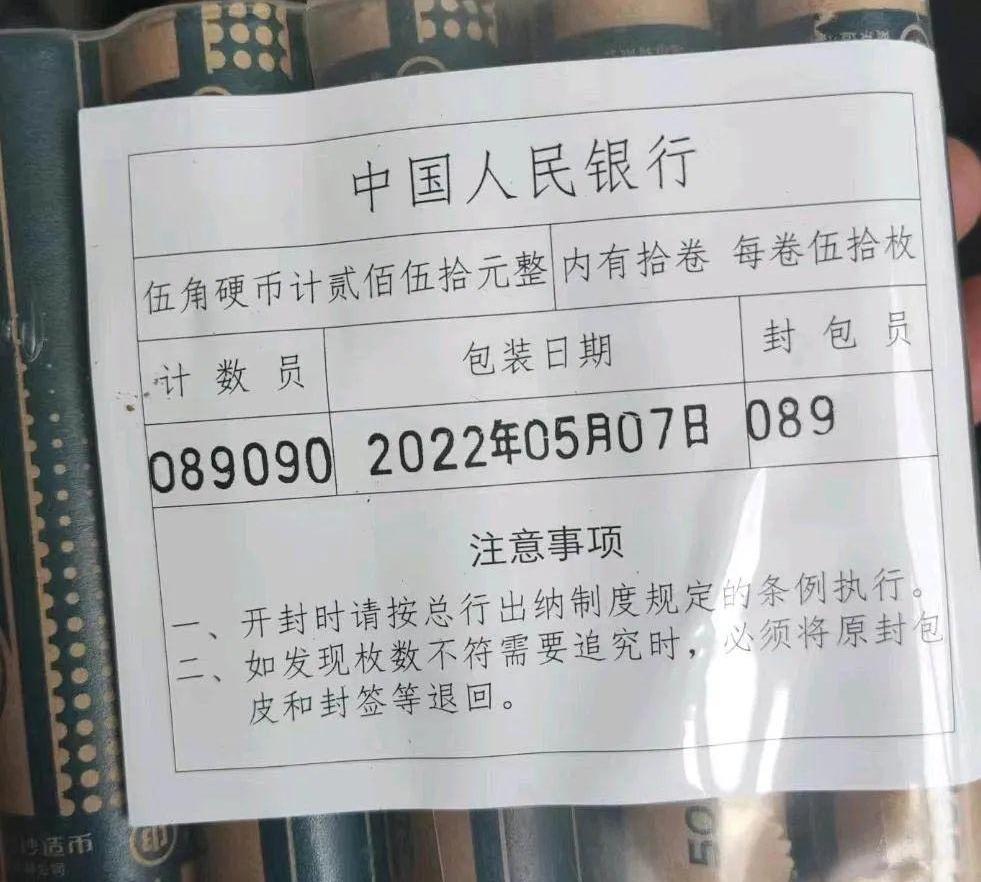 中国人民银行
伍角硬币计贰佰伍拾元整 内有拾卷 每卷伍拾枚
计数员 包装日期 封包员
089090 2022年05月07日 089
注意事项
一、开封时请按总行出纳制度规定的条例执行。
二、如发现枚数不符需要追究时，必须将原封包
皮和封签等退回。
钞造币
印
50